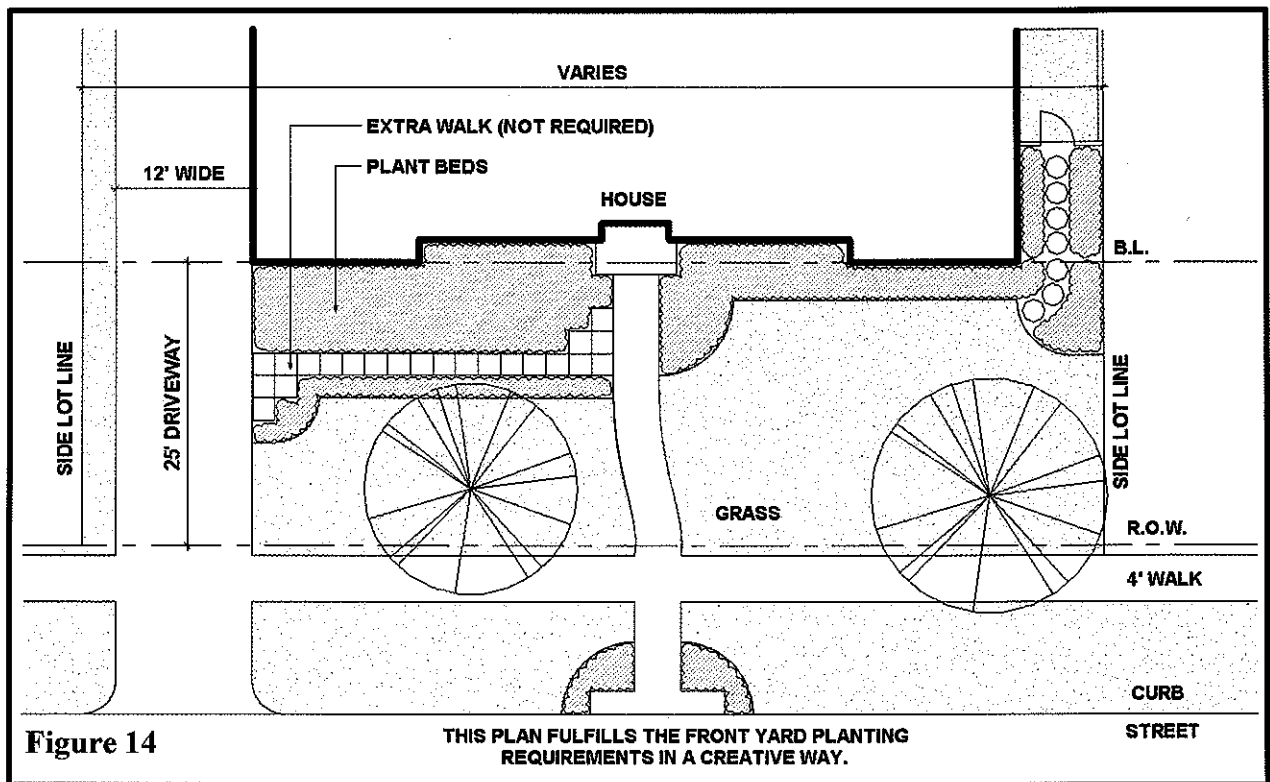 VARIES
EXTRA WALK (NOT REQUIRED)
PLANT BEDS
12' WIDE
HOUSE
B.L.
SIDE LOT LINE
25' DRIVEWAY
SIDE LOT LINE
GRASS
R.O.W.
4' WALK
CURB
STREET
Figure 14
THIS PLAN FULFILLS THE FRONT YARD PLANTING
REQUIREMENTS IN A CREATIVE WAY.